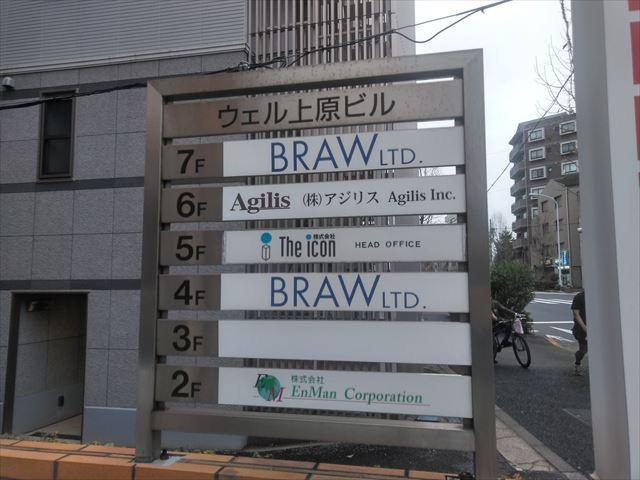 ウェル上原ビル
7F BRAW LTD.
6F Agilis (株)アジリス Agilis Inc.
5F 株式会社 The icon HEAD OFFICE
4F BRAW LTD.
3F
2F EM 株式会社 EnMan Corporation